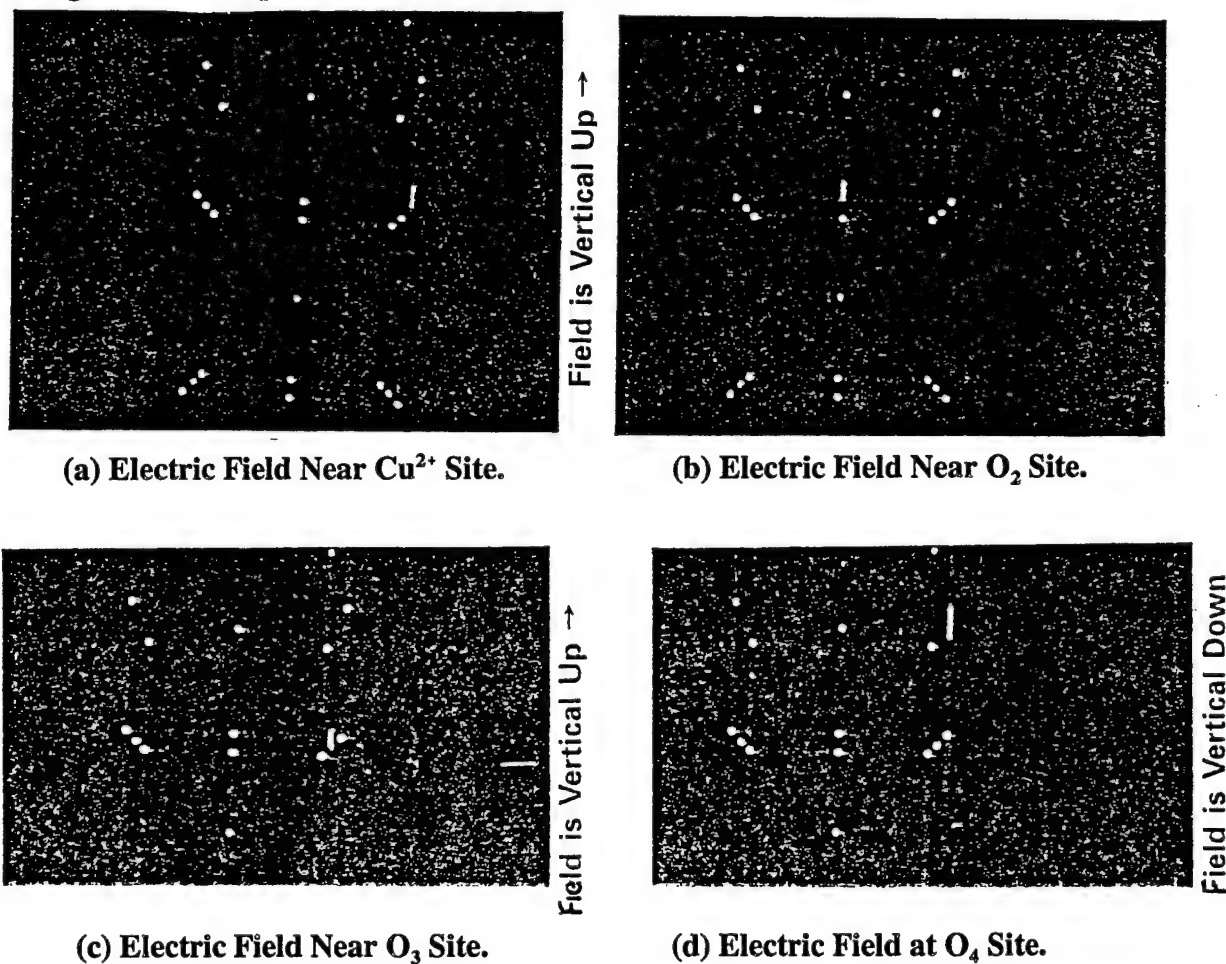 Field is Vertical Up →
(a) Electric Field Near Cu²⁺ Site.
(b) Electric Field Near O₂ Site.
Field is Vertical Up →
Field is Vertical Down
(c) Electric Field Near O₃ Site.
(d) Electric Field at O₄ Site.